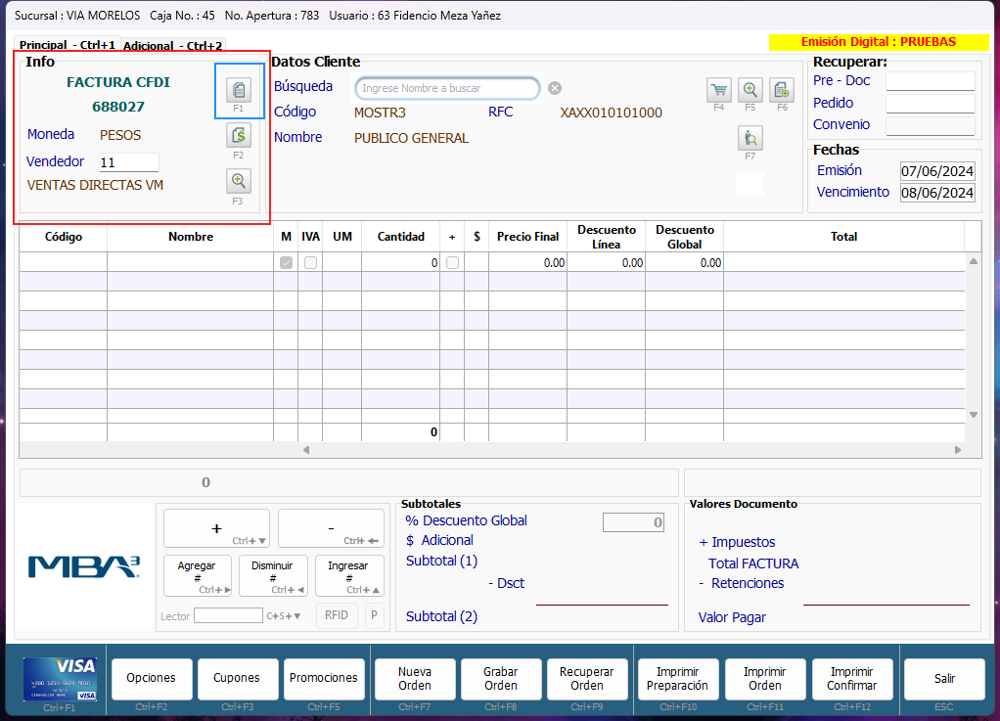 Sucursal : VIA MORELOS   Caja No. : 45   No. Apertura : 783   Usuario : 63 Fidencio Meza Yañez
Principal - Ctrl+1   Adicional - Ctrl+2
Emisión Digital : PRUEBAS
Info
FACTURA CFDI
688027
Moneda   PESOS
Vendedor   11
VENTAS DIRECTAS VM
F1
F2
F3
Datos Cliente
Búsqueda   Ingrese Nombre a buscar
Código   MOSTR3   RFC   XAXX010101000
Nombre   PUBLICO GENERAL
F4   F5   F6
F7
Recuperar:
Pre - Doc
Pedido
Convenio
Fechas
Emisión   07/06/2024
Vencimiento   08/06/2024
Código   Nombre   M   IVA   UM   Cantidad   +   $   Precio Final   Descuento Línea   Descuento Global   Total
0   0.00   0.00   0.00
0
0
MBA3
+
Ctrl+▼
-
Ctrl+
Agregar
#
Ctrl+▶
Disminuir
#
Ctrl+◀
Ingresar
#
Ctrl+▲
Lector   C+S+▼   RFID   P
Subtotales
% Descuento Global   0
$ Adicional
Subtotal (1)
- Dsct
Subtotal (2)
Valores Documento
+ Impuestos
Total FACTURA
- Retenciones
Valor Pagar
VISA
VISA
Ctrl+F1
Opciones
Ctrl+F2
Cupones
Ctrl+F3
Promociones
Ctrl+F5
Nueva
Orden
Ctrl+F7
Grabar
Orden
Ctrl+F8
Recuperar
Orden
Ctrl+F9
Imprimir
Preparación
Ctrl+F10
Imprimir
Orden
Ctrl+F11
Imprimir
Confirmar
Ctrl+F12
Salir
ESC